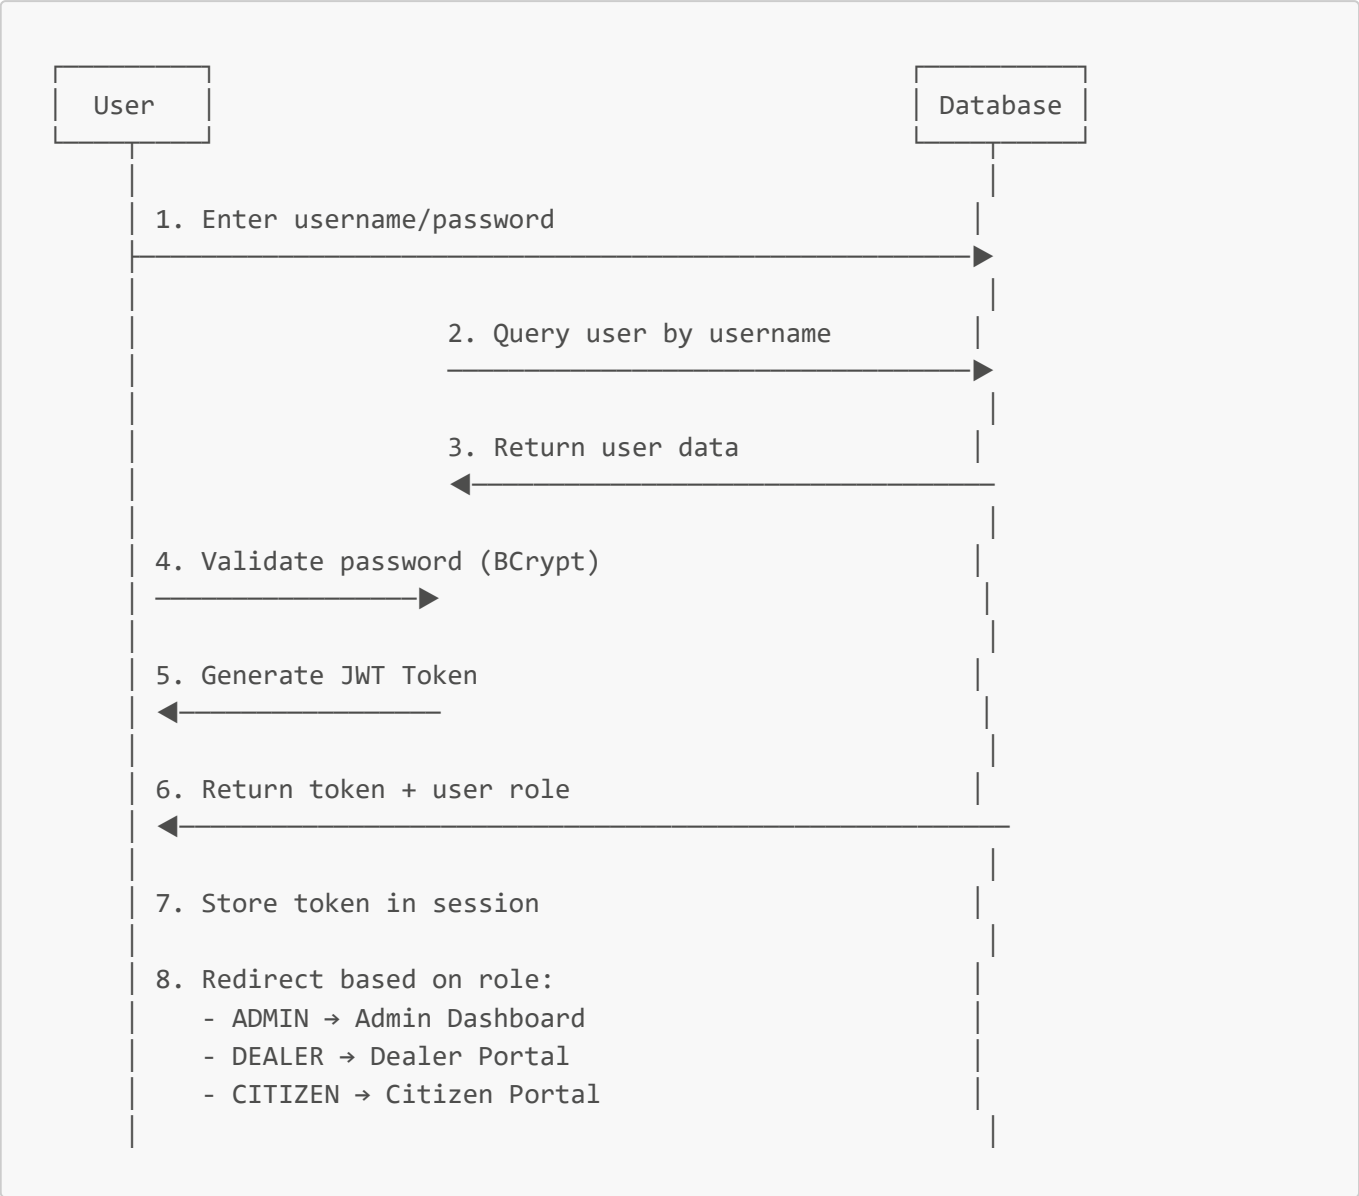 User
Database
1. Enter username/password
2. Query user by username
3. Return user data
4. Validate password (BCrypt)
5. Generate JWT Token
6. Return token + user role
7. Store token in session
8. Redirect based on role:
- ADMIN → Admin Dashboard
- DEALER → Dealer Portal
- CITIZEN → Citizen Portal